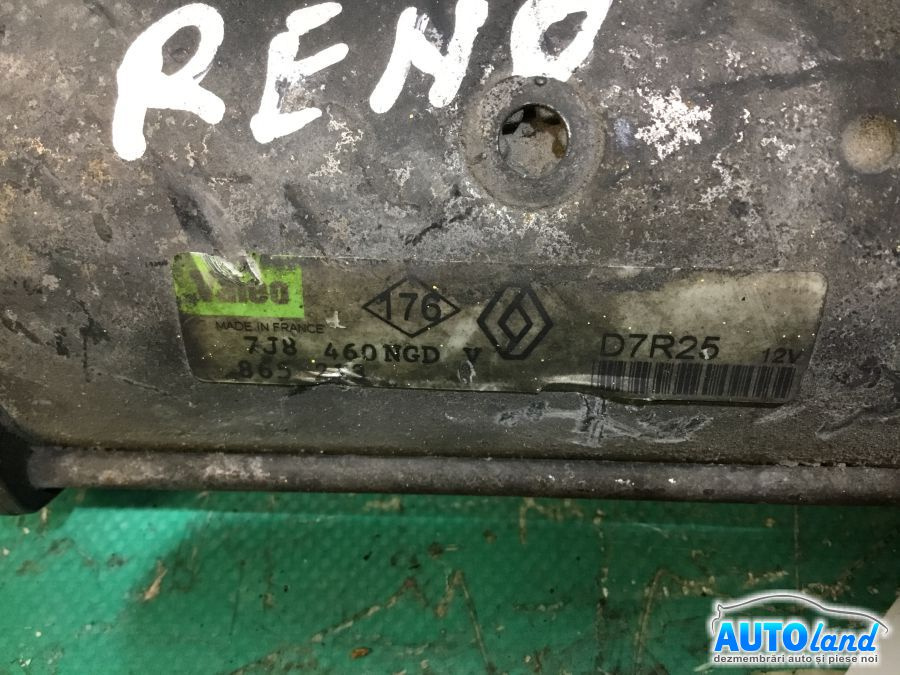 RENO
Valeo
176
MADE IN FRANCE
7J8 460NGD V
D7R25 12V
AUTOland
dezmembrări auto și piese noi